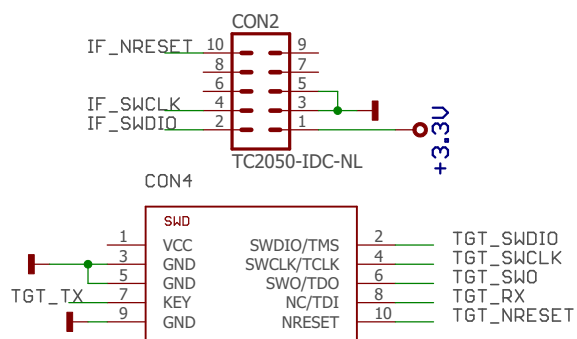 CON2
IF_NRESET 10 9
8 7
6 5
IF_SWCLK 4 3
IF_SWDIO 2 1
+3.3V
TC2050-IDC-NL
CON4
SWD
1 VCC SWDIO/TMS 2 TGT_SWDIO
3 GND SWCLK/TCLK 4 TGT_SWCLK
5 GND SWO/TDO 6 TGT_SWO
TGT_TX 7 KEY NC/TDI 8 TGT_RX
9 GND NRESET 10 TGT_NRESET